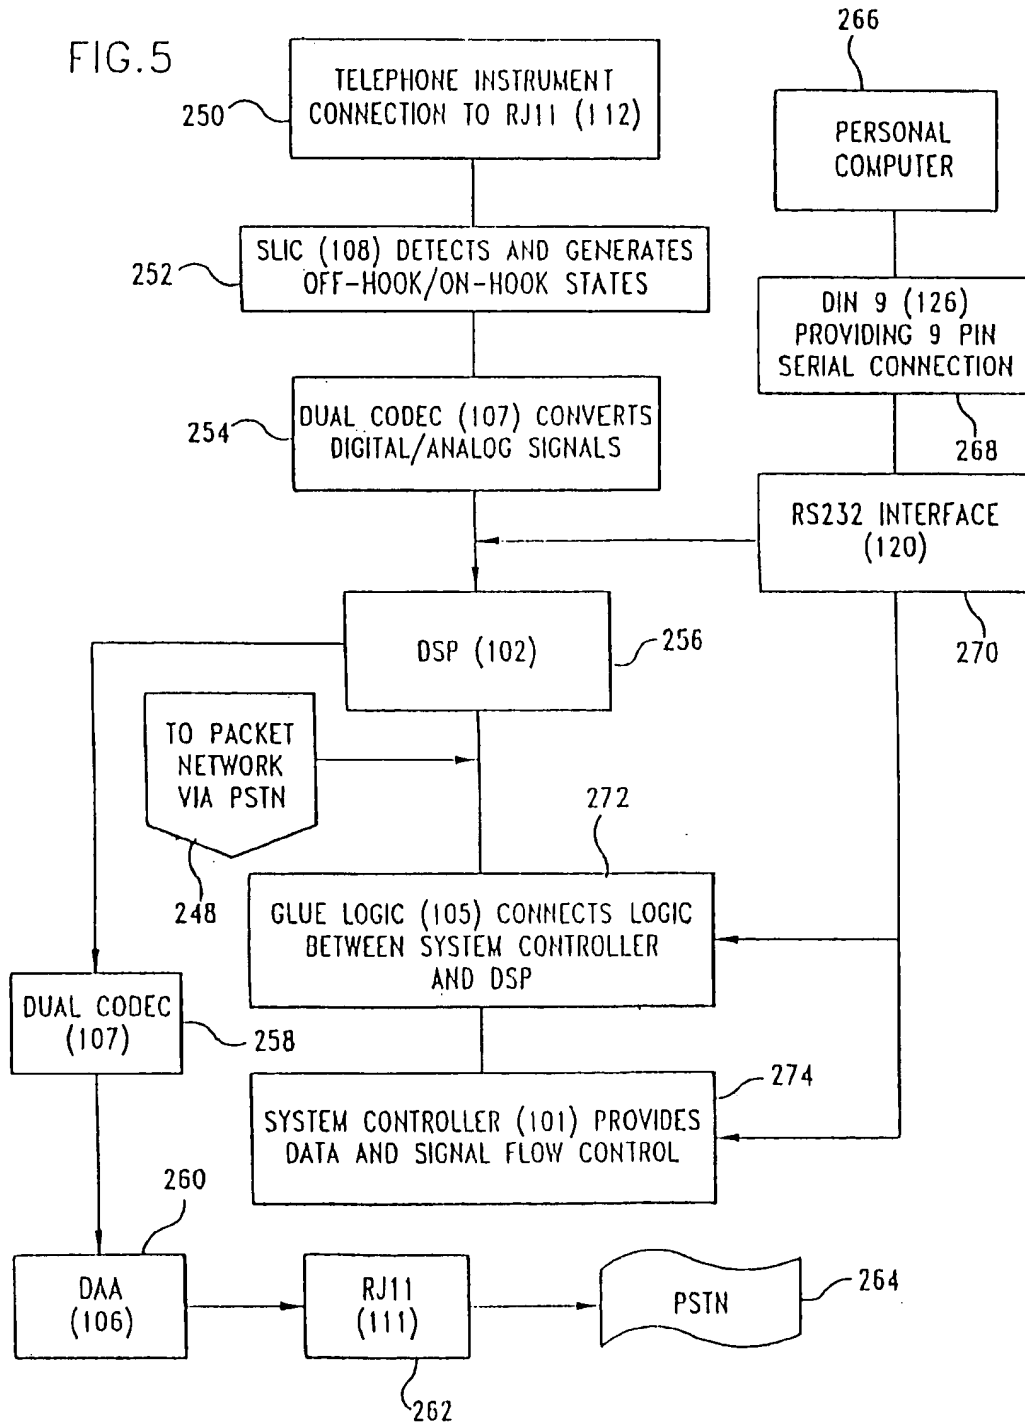 FIG.5
266
250
TELEPHONE INSTRUMENT
CONNECTION TO RJ11 (112)
PERSONAL
COMPUTER
252
SLIC (108) DETECTS AND GENERATES
OFF-HOOK/ON-HOOK STATES
DIN 9 (126)
PROVIDING 9 PIN
SERIAL CONNECTION
268
254
DUAL CODEC (107) CONVERTS
DIGITAL/ANALOG SIGNALS
RS232 INTERFACE
(120)
270
DSP (102)
256
TO PACKET
NETWORK
VIA PSTN
248
272
GLUE LOGIC (105) CONNECTS LOGIC
BETWEEN SYSTEM CONTROLLER
AND DSP
DUAL CODEC
(107)
258
274
SYSTEM CONTROLLER (101) PROVIDES
DATA AND SIGNAL FLOW CONTROL
260
DAA
(106)
RJ11
(111)
262
PSTN
264